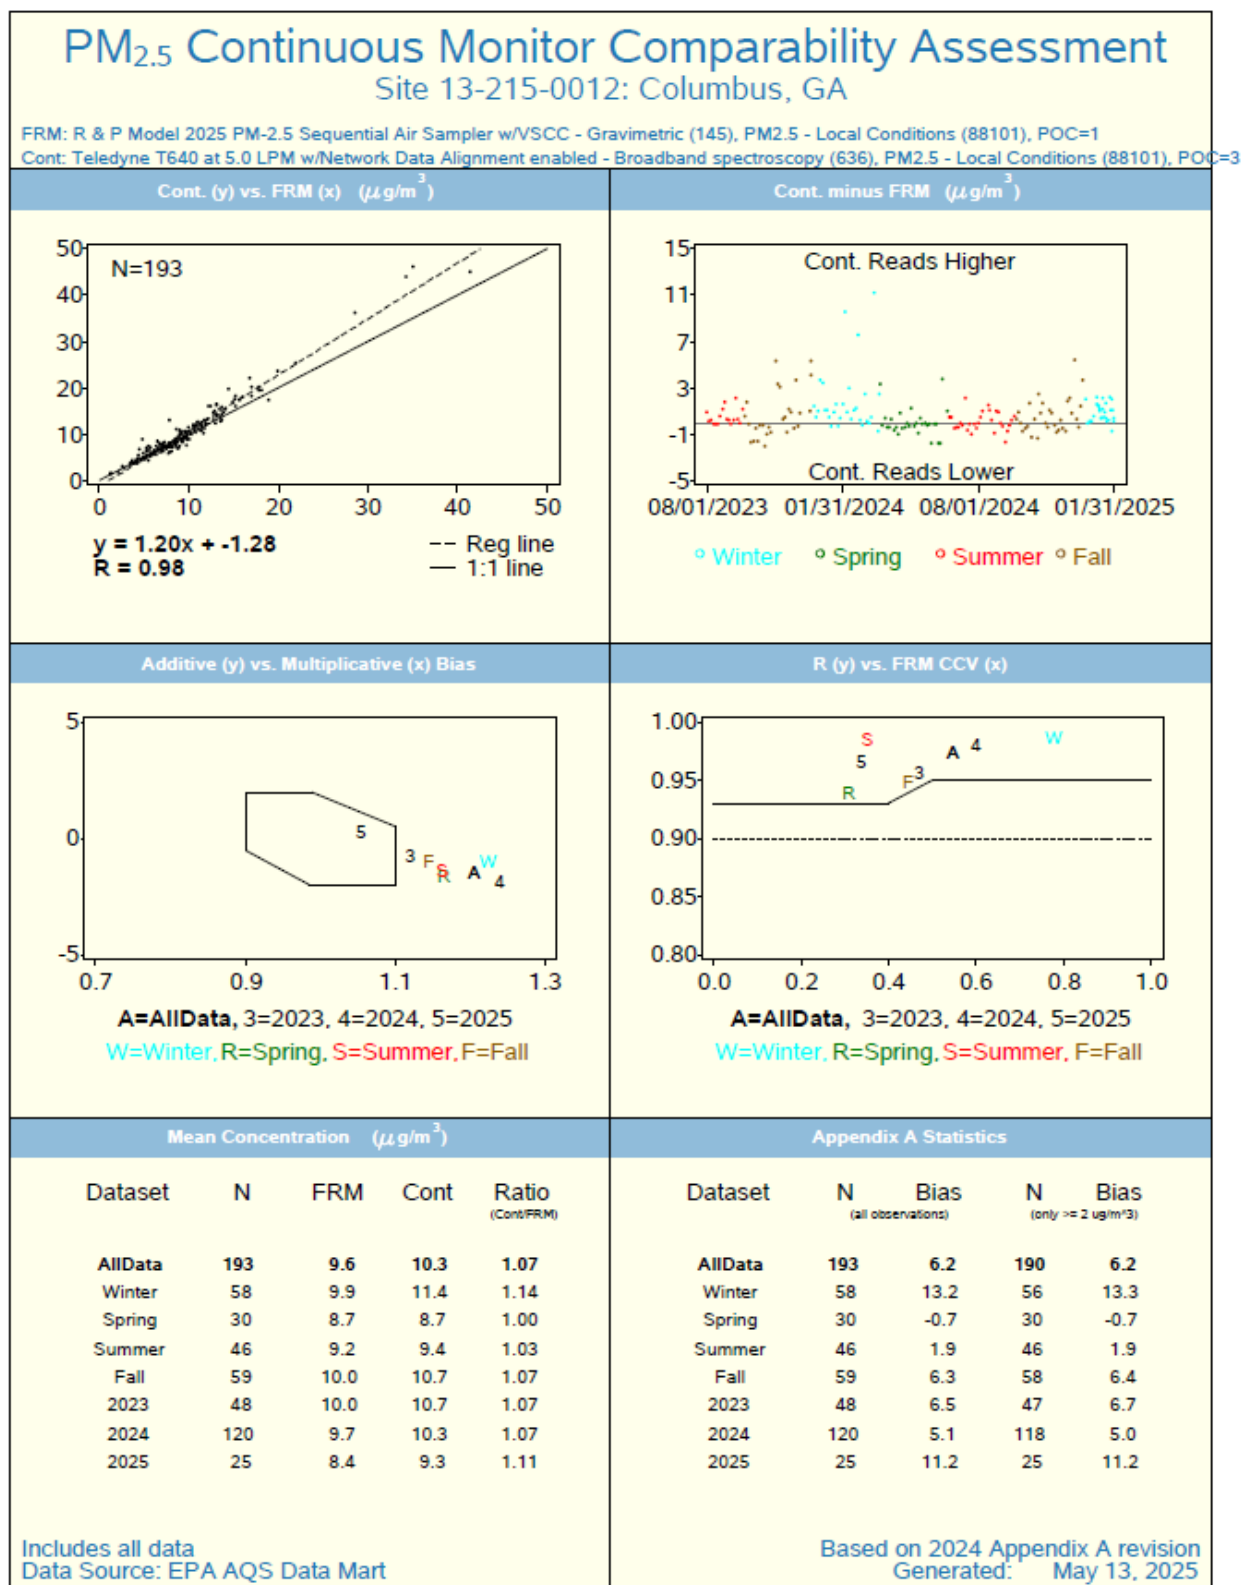 PM2.5 Continuous Monitor Comparability Assessment
Site 13-215-0012: Columbus, GA
FRM: R & P Model 2025 PM-2.5 Sequential Air Sampler w/VSCC - Gravimetric (145), PM2.5 - Local Conditions (88101), POC=1
Cont: Teledyne T640 at 5.0 LPM w/Network Data Alignment enabled - Broadband spectroscopy (636), PM2.5 - Local Conditions (88101), POC=3
Cont. (y) vs. FRM (x) (μg/m³)
50
40
30
20
10
0
N=193
0 10 20 30 40 50
y = 1.20x + -1.28
R = 0.98
-- Reg line
— 1:1 line
Cont. minus FRM (μg/m³)
15
11
7
3
-1
-5
Cont. Reads Higher
Cont. Reads Lower
08/01/2023 01/31/2024 08/01/2024 01/31/2025
Winter Spring Summer Fall
Additive (y) vs. Multiplicative (x) Bias
5
0
-5
5 3 F S R A W 4
0.7 0.9 1.1 1.3
A=AllData, 3=2023, 4=2024, 5=2025
W=Winter, R=Spring, S=Summer, F=Fall
R (y) vs. FRM CCV (x)
1.00
0.95
0.90
0.85
0.80
S 5 R F 3 A 4 W
0.0 0.2 0.4 0.6 0.8 1.0
A=AllData, 3=2023, 4=2024, 5=2025
W=Winter, R=Spring, S=Summer, F=Fall
Mean Concentration (μg/m³)
Dataset N FRM Cont Ratio
(Cont/FRM)
AllData 193 9.6 10.3 1.07
Winter 58 9.9 11.4 1.14
Spring 30 8.7 8.7 1.00
Summer 46 9.2 9.4 1.03
Fall 59 10.0 10.7 1.07
2023 48 10.0 10.7 1.07
2024 120 9.7 10.3 1.07
2025 25 8.4 9.3 1.11
Appendix A Statistics
Dataset N Bias N Bias
(all observations) (only >= 2 ug/m^3)
AllData 193 6.2 190 6.2
Winter 58 13.2 56 13.3
Spring 30 -0.7 30 -0.7
Summer 46 1.9 46 1.9
Fall 59 6.3 58 6.4
2023 48 6.5 47 6.7
2024 120 5.1 118 5.0
2025 25 11.2 25 11.2
Includes all data
Data Source: EPA AQS Data Mart
Based on 2024 Appendix A revision
Generated: May 13, 2025